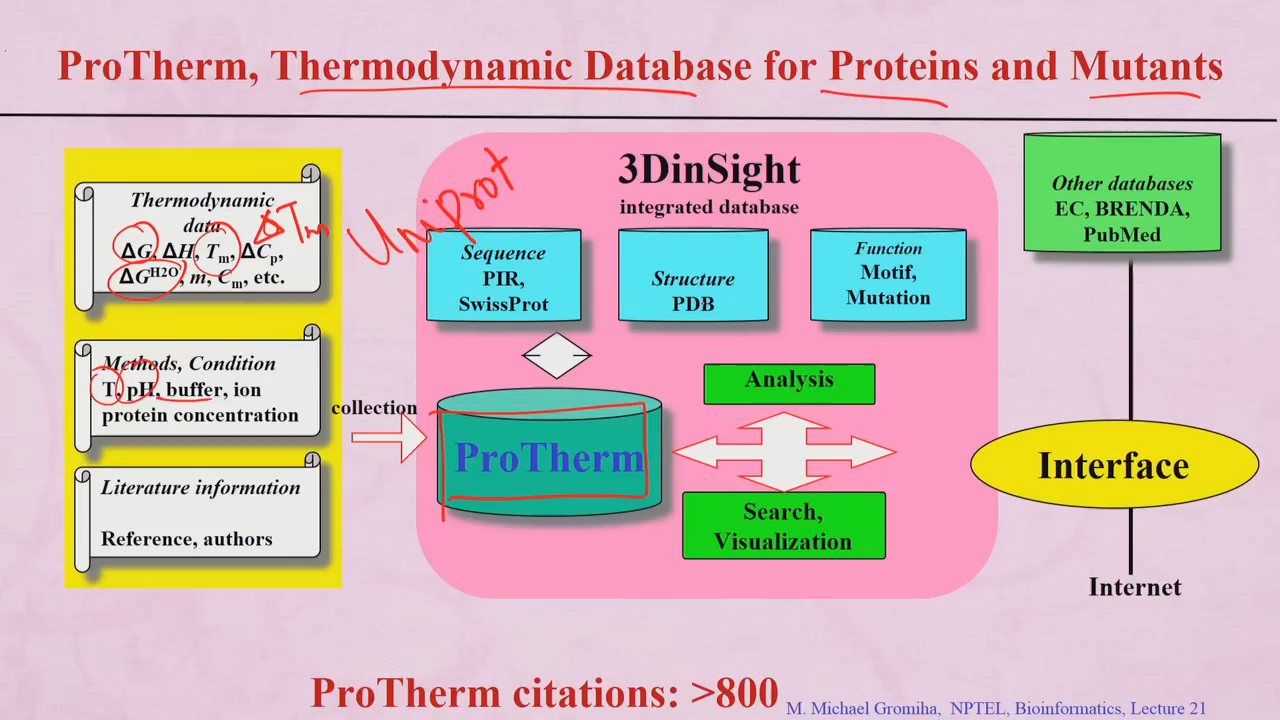 ProTherm, Thermodynamic Database for Proteins and Mutants
Thermodynamic
data
ΔG, ΔH, Tm, ΔCp,
ΔG^H2O, m, Cm, etc.
ΔTm
Methods, Condition
T, pH, buffer, ion
protein concentration
Literature information
Reference, authors
collection
3DinSight
integrated database
UniProt
Sequence
PIR,
SwissProt
Structure
PDB
Function
Motif,
Mutation
ProTherm
Analysis
Search,
Visualization
Other databases
EC, BRENDA,
PubMed
Interface
Internet
ProTherm citations: >800
M. Michael Gromiha, NPTEL, Bioinformatics, Lecture 21